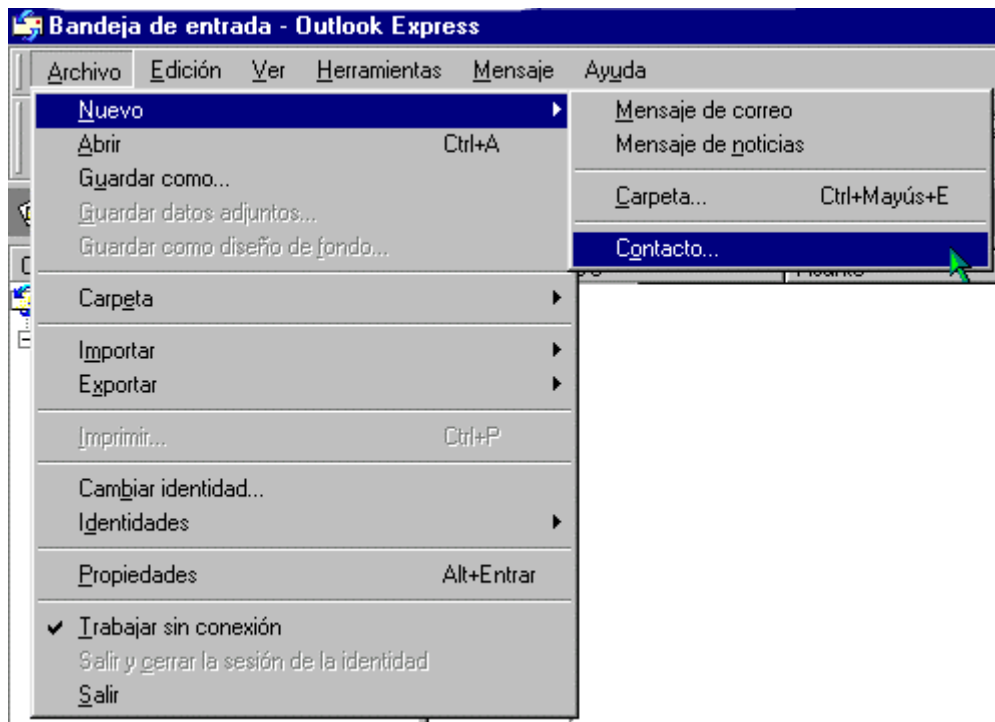 Bandeja de entrada - Outlook Express
Archivo Edición Ver Herramientas Mensaje Ayuda
Nuevo
Abrir Ctrl+A
Guardar como...
Guardar datos adjuntos...
Guardar como diseño de fondo...
Carpeta
Importar
Exportar
Imprimir... Ctrl+P
Cambiar identidad...
Identidades
Propiedades Alt+Entrar
Trabajar sin conexión
Salir y cerrar la sesión de la identidad
Salir
Mensaje de correo
Mensaje de noticias
Carpeta... Ctrl+Mayús+E
Contacto...